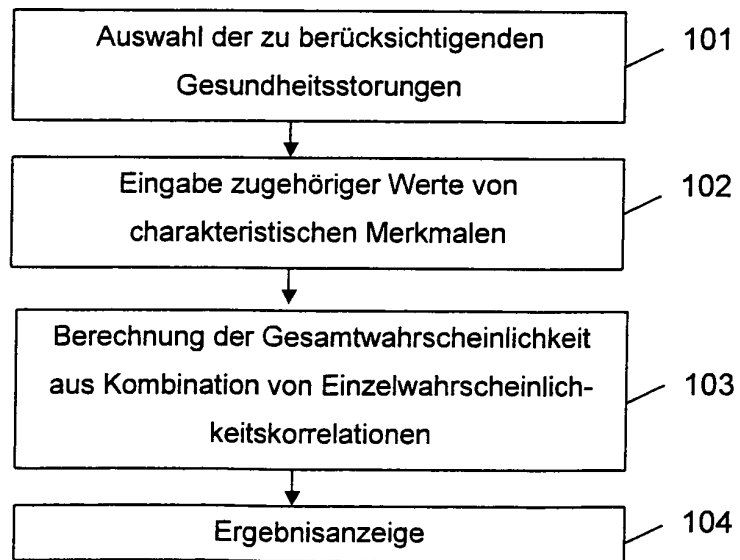 Auswahl der zu berücksichtigenden
Gesundheitsstorungen
101
Eingabe zugehöriger Werte von
charakteristischen Merkmalen
102
Berechnung der Gesamtwahrscheinlichkeit
aus Kombination von Einzelwahrscheinlich-
keitskorrelationen
103
Ergebnisanzeige
104